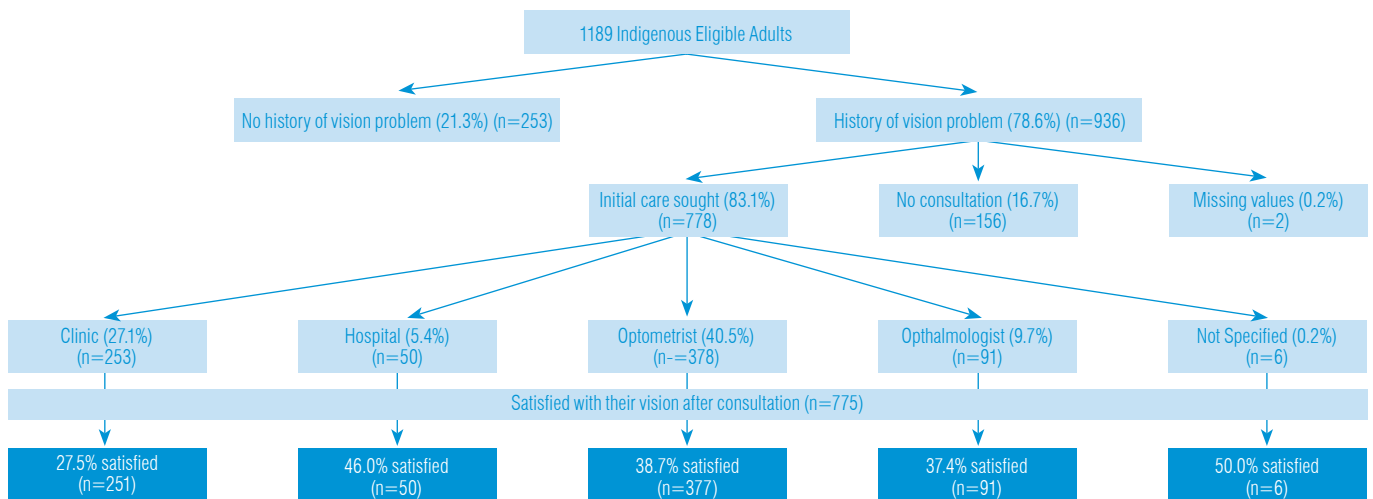 1189 Indigenous Eligible Adults
No history of vision problem (21.3%) (n=253)
History of vision problem (78.6%) (n=936)
Initial care sought (83.1%)
(n=778)
No consultation (16.7%)
(n=156)
Missing values (0.2%)
(n=2)
Clinic (27.1%)
(n=253)
Hospital (5.4%)
(n=50)
Optometrist (40.5%)
(n-=378)
Opthalmologist (9.7%)
(n=91)
Not Specified (0.2%)
(n=6)
Satisfied with their vision after consultation (n=775)
27.5% satisfied
(n=251)
46.0% satisfied
(n=50)
38.7% satisfied
(n=377)
37.4% satisfied
(n=91)
50.0% satisfied
(n=6)